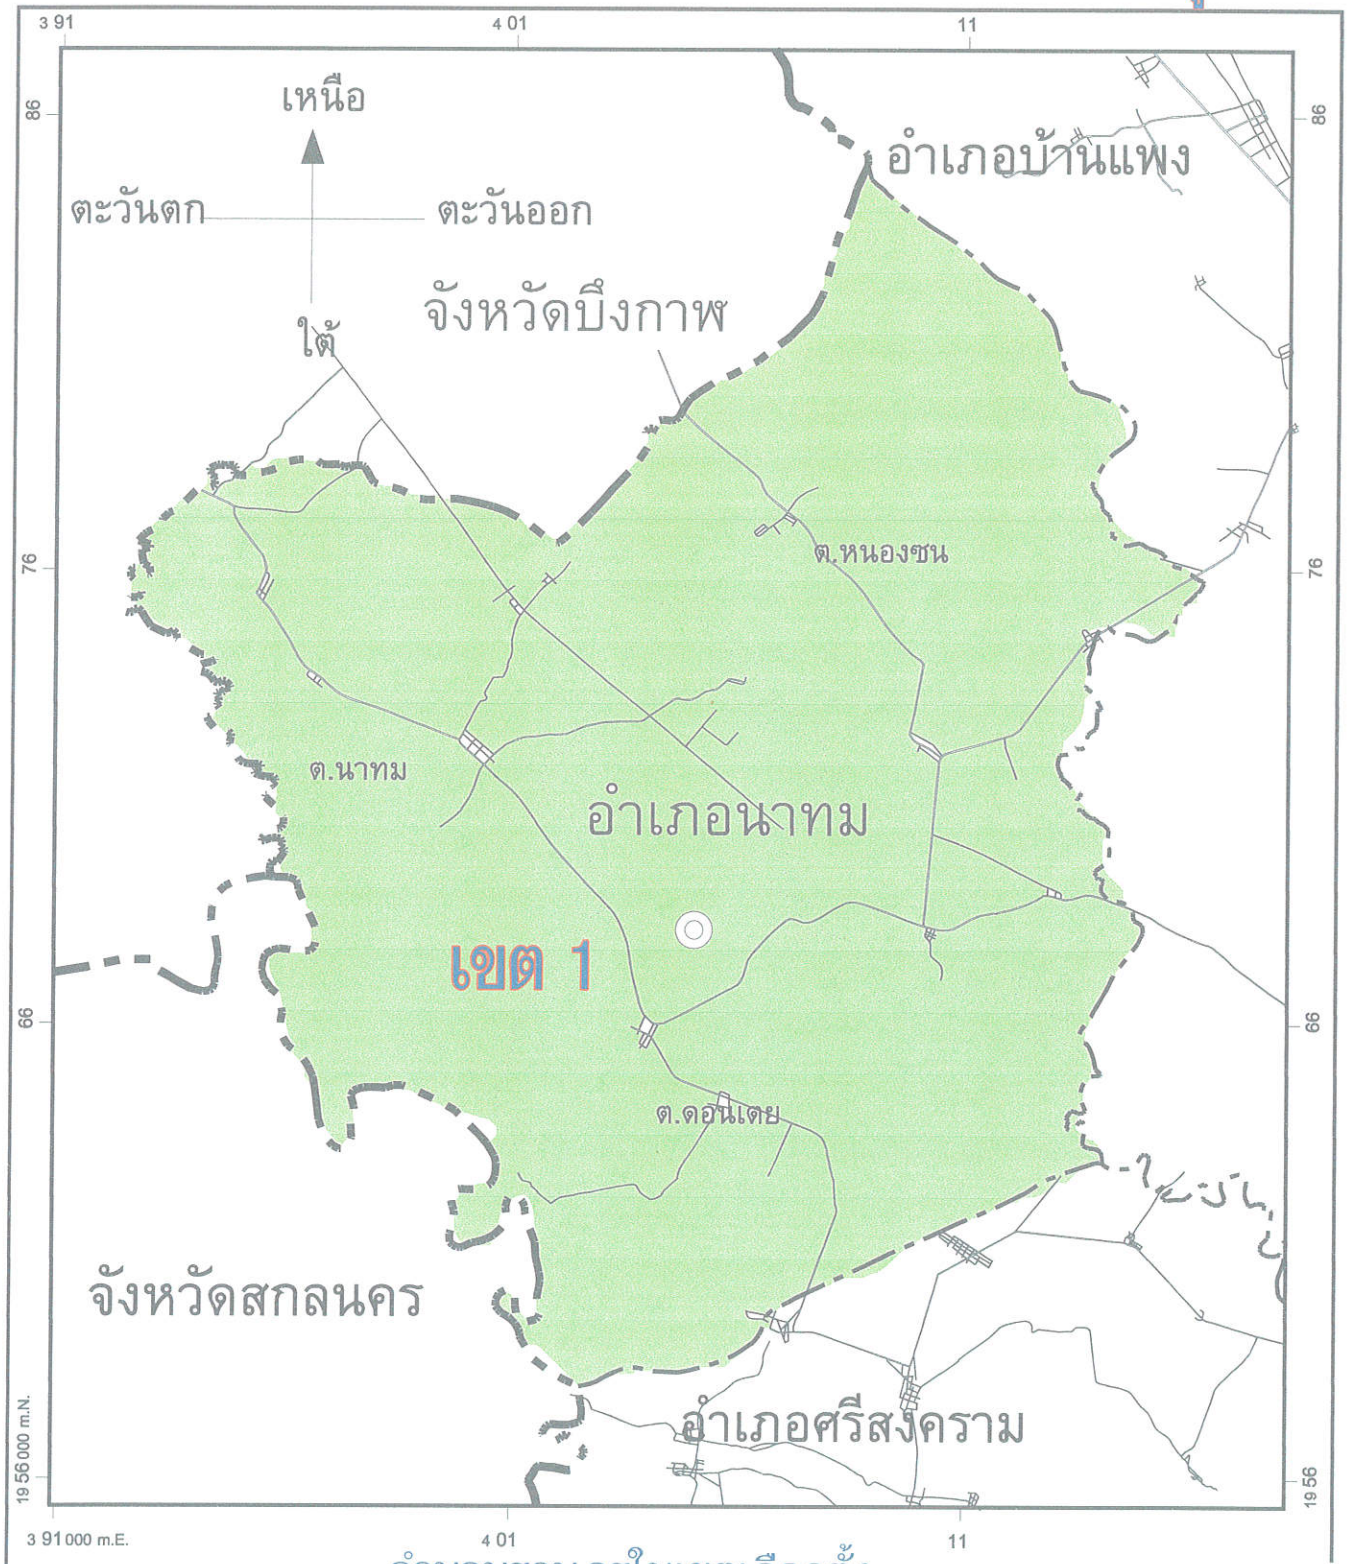 3 91
4 01
11
86
86
เหนือ
อำเภอบ้านแพง
ตะวันตก
ตะวันออก
จังหวัดบึงกาฬ
ใต้
76
76
ต.หนองซน
ต.นาทม
อำเภอนาทม
เขต 1
66
66
ต.ดอนเตย
จังหวัดสกลนคร
อำเภอศรีสงคราม
19 56 000 m.N.
19 56
3 91 000 m.E.
4 01
11